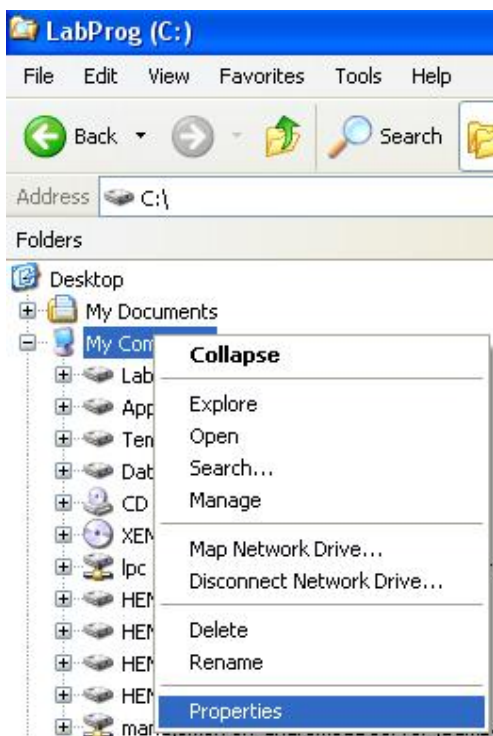 LabProg (C:)
File Edit View Favorites Tools Help
Back Search
Address C:\
Folders
Desktop
My Documents
My Com
Collapse
Lab
Explore
App
Open
Ten
Search...
Dat
Manage
CD
XEN
Map Network Drive...
lpc
Disconnect Network Drive...
HEN
HEN
Delete
HEN
Rename
HEN
Properties